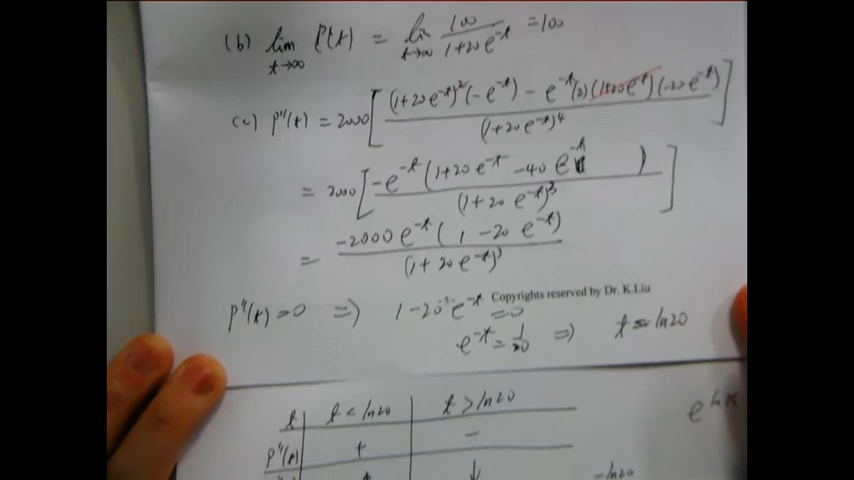 (b) lim t→∞ P(t) = lim t→∞ 100/(1+20e^-t) = 100
(c) P''(t) = 2000 [ ((1+20e^-t)^2 (-e^-t) - e^-t (2)(1+20e^-t)(-20e^-t)) / (1+20e^-t)^4 ]
= 2000 [ -e^-t (1+20e^-t - 40e^-t) / (1+20e^-t)^3 ]
= -2000e^-t (1 - 20e^-t) / (1+20e^-t)^3
Copyrights reserved by Dr. K.Liu
P''(t) = 0 ⇒ 1-20e^-t = 0
e^-t = 1/20 ⇒ t = ln20
t | t < ln20 | t > ln20
P''(t) | + | -
-ln20